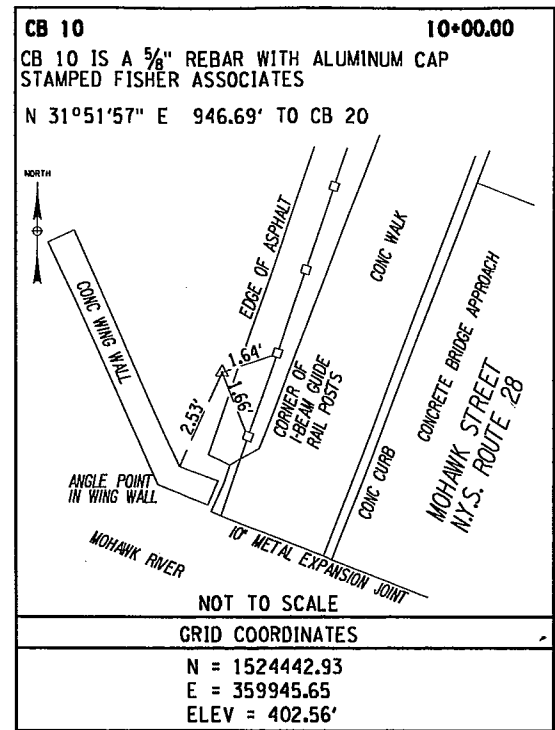 CB 10 10+00.00
CB 10 IS A 5/8" REBAR WITH ALUMINUM CAP
STAMPED FISHER ASSOCIATES
N 31°51'57" E 946.69' TO CB 20
NORTH
CONC WING WALL
EDGE OF ASPHALT
CONC WALK
CONCRETE BRIDGE APPROACH
1.64'
1.66'
2.53'
CORNER OF
I-BEAM GUIDE
RAIL POSTS
MOHAWK STREET
N.Y.S. ROUTE 28
CONC CURB
ANGLE POINT
IN WING WALL
MOHAWK RIVER
10" METAL EXPANSION JOINT
NOT TO SCALE
GRID COORDINATES
N = 1524442.93
E = 359945.65
ELEV = 402.56'